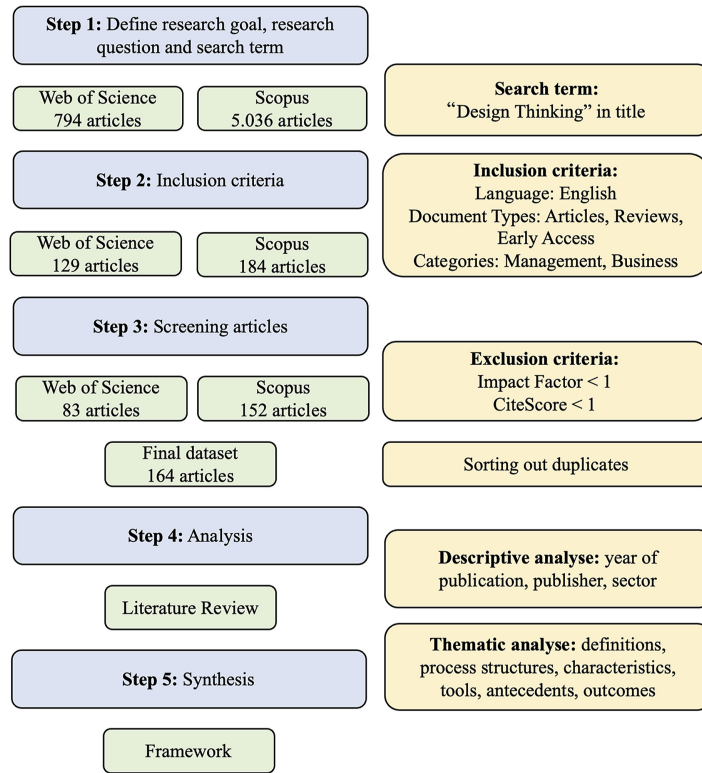 Step 1: Define research goal, research
question and search term
Web of Science
794 articles
Scopus
5.036 articles
Search term:
“Design Thinking” in title
Step 2: Inclusion criteria
Inclusion criteria:
Language: English
Document Types: Articles, Reviews,
Early Access
Categories: Management, Business
Web of Science
129 articles
Scopus
184 articles
Step 3: Screening articles
Exclusion criteria:
Impact Factor < 1
CiteScore < 1
Web of Science
83 articles
Scopus
152 articles
Final dataset
164 articles
Sorting out duplicates
Step 4: Analysis
Descriptive analyse: year of
publication, publisher, sector
Literature Review
Thematic analyse: definitions,
process structures, characteristics,
tools, antecedents, outcomes
Step 5: Synthesis
Framework